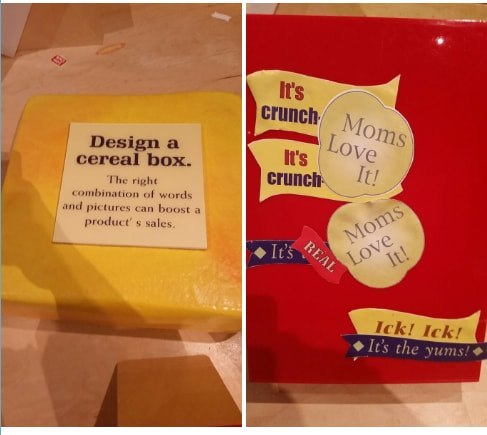 Design a
cereal box.
The right
combination of words
and pictures can boost a
product' s sales.
It's
crunch
Moms
Love
It!
It's
crunch
Moms
Love
It!
It's
REAL
Ick! Ick!
It's the yums!